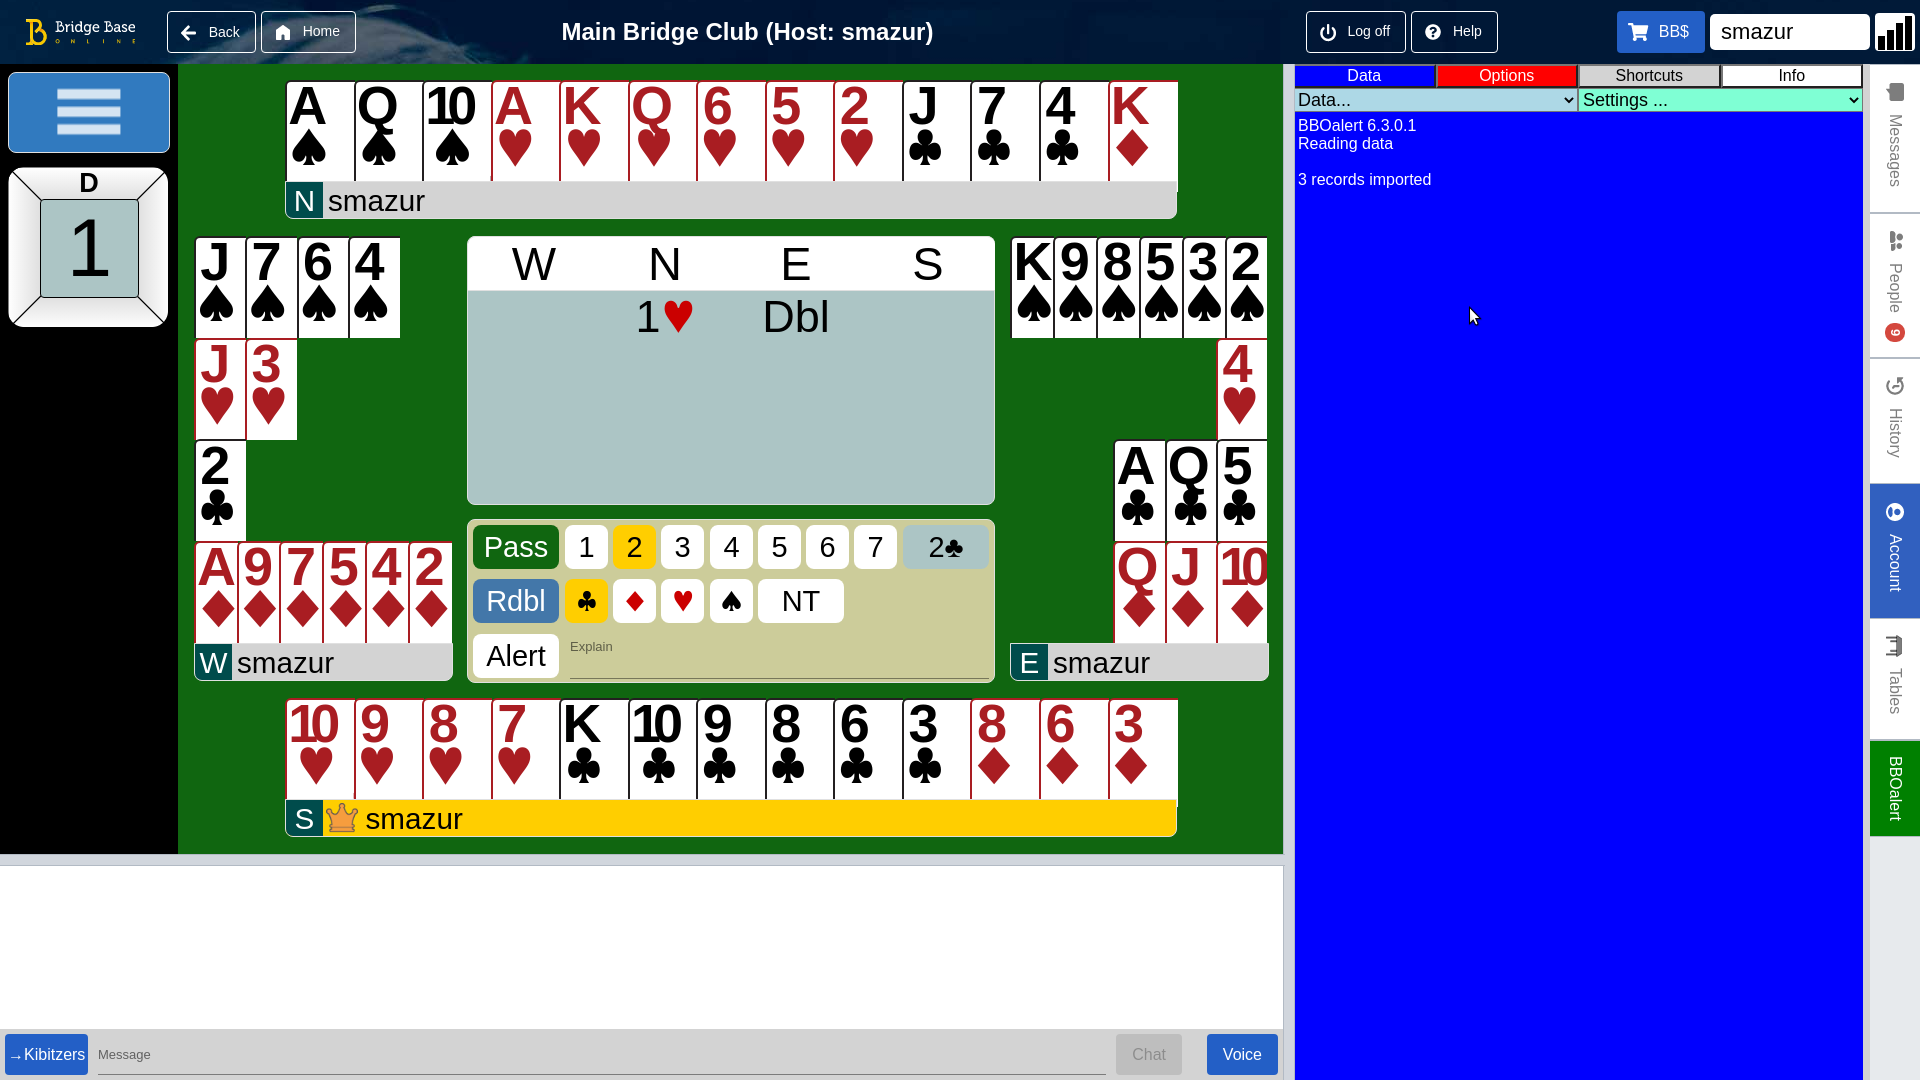 Bridge Base
ONLINE
Back
Home
Main Bridge Club (Host: smazur)
Log off
Help
BB$
smazur
Data
Options
Shortcuts
Info
Data...
Settings ...
BBOalert 6.3.0.1
Reading data
3 records imported
Messages
People
9
History
Account
Tables
BBOalert
D
1
A Q 10 A K Q 6 5 2 J 7 4 K
N smazur
J 7 6 4
J 3
2
A 9 7 5 4 2
W smazur
W N E S
1♥ Dbl
Pass 1 2 3 4 5 6 7 2♣
Rdbl ♣ ♦ ♥ ♠ NT
Alert Explain
K 9 8 5 3 2
4
A Q 5
Q J 10
E smazur
10 9 8 7 K 10 9 8 6 3 8 6 3
S smazur
→Kibitzers
Message
Chat
Voice